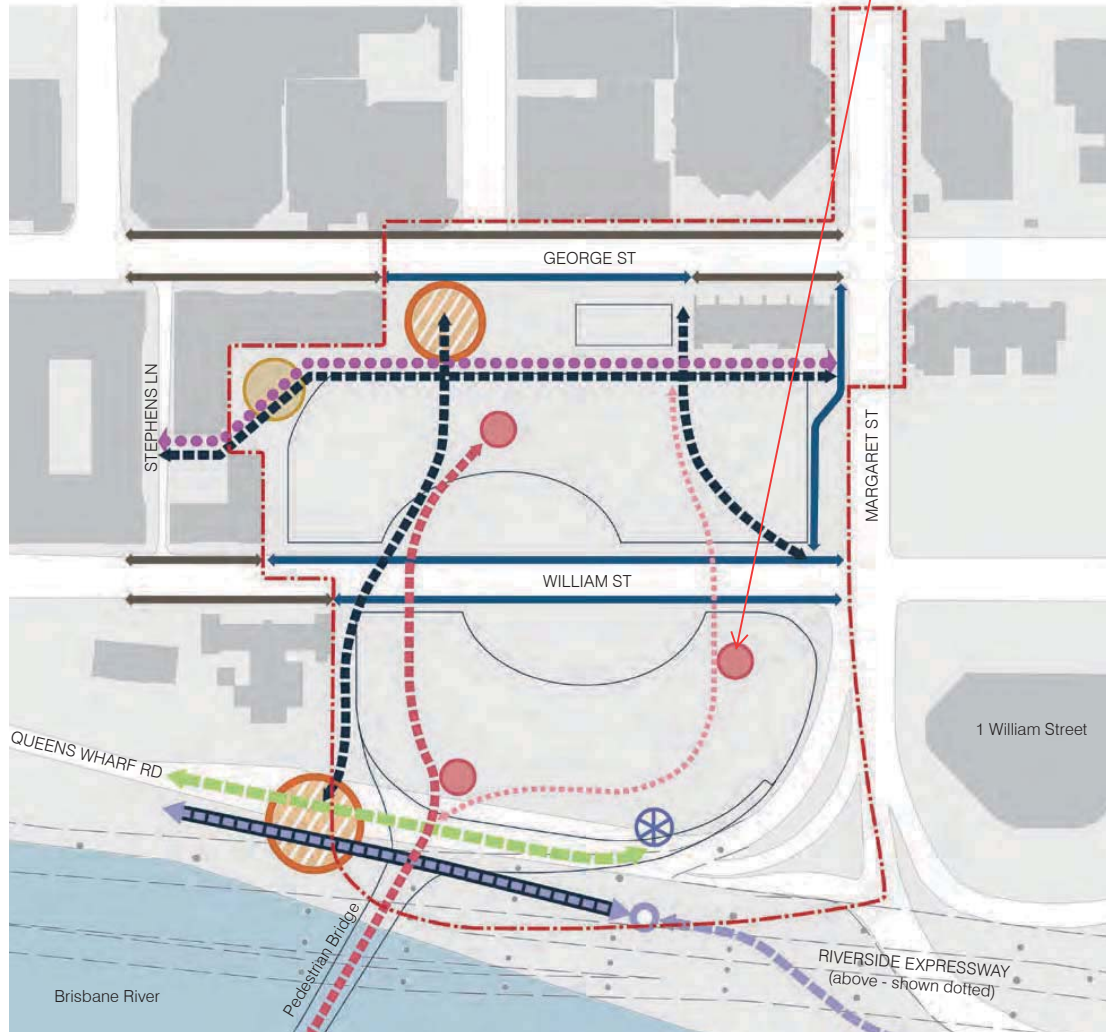 GEORGE ST
STEPHENS LN
MARGARET ST
WILLIAM ST
1 William Street
QUEENS WHARF RD
Pedestrian Bridge
RIVERSIDE EXPRESSWAY
(above - shown dotted)
Brisbane River